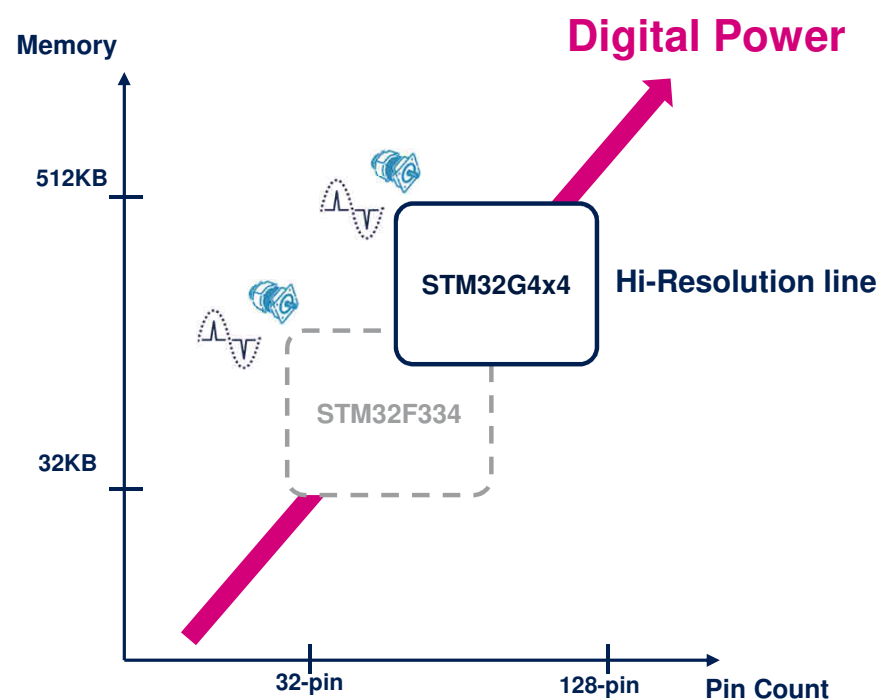 Digital Power
Memory
512KB
STM32G4x4
Hi-Resolution line
STM32F334
32KB
32-pin
128-pin
Pin Count